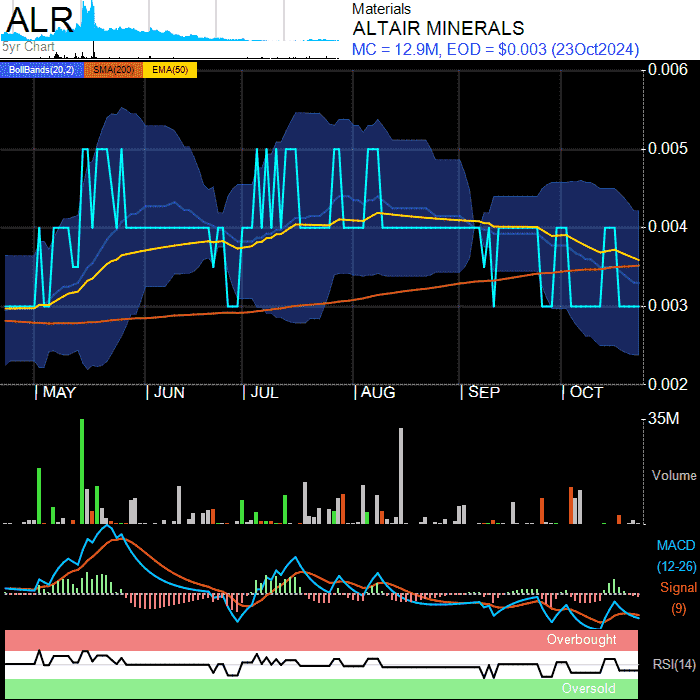 ALR
5yr Chart
Materials
ALTAIR MINERALS
MC = 12.9M, EOD = $0.003 (23Oct2024)
BollBands(20,2) SMA(200) EMA(50)
0.006
0.005
0.004
0.003
0.002
MAY JUN JUL AUG SEP OCT
35M
Volume
MACD
(12-26)
Signal
(9)
Overbought
RSI(14)
Oversold